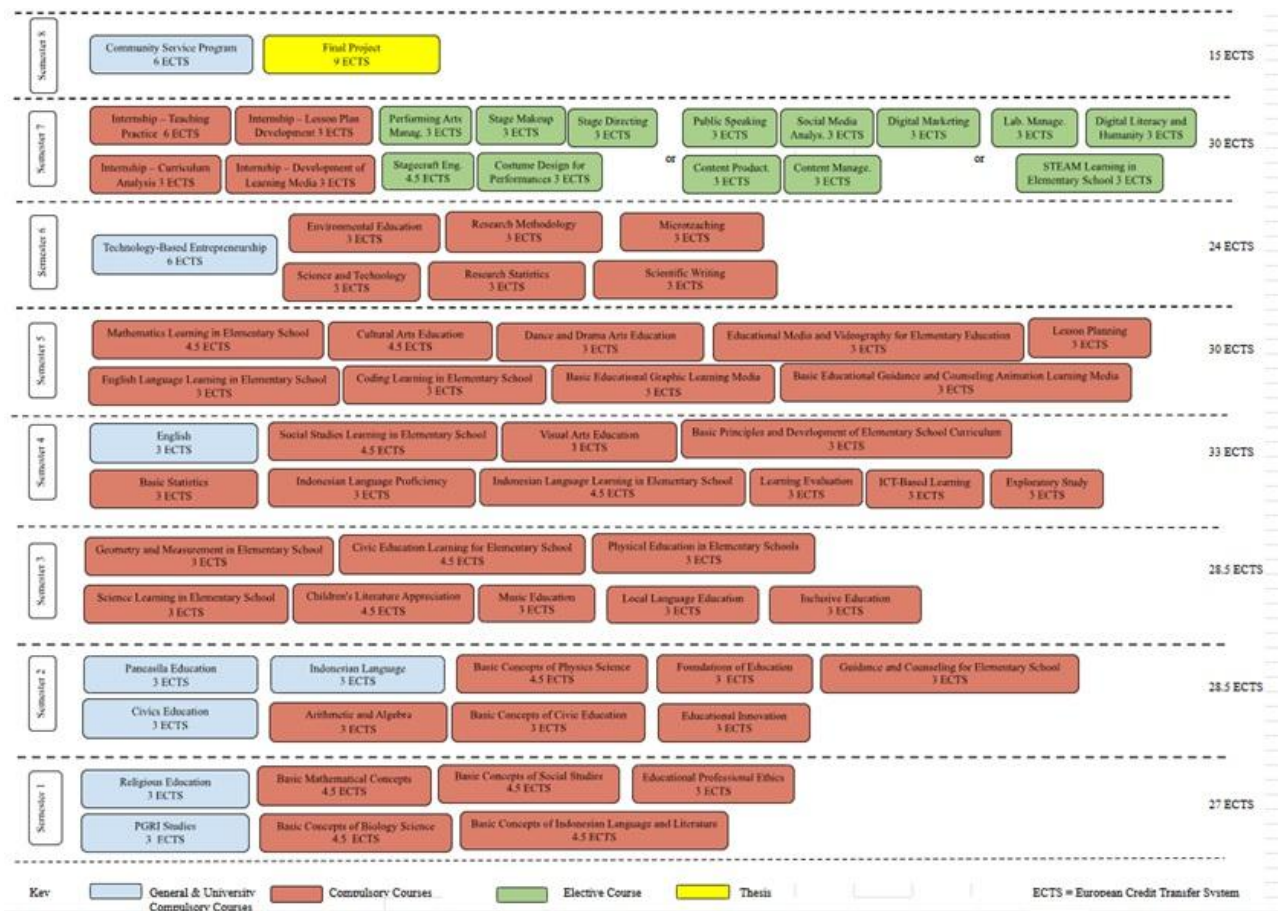 Semester 8
Community Service Program
6 ECTS
Final Project
9 ECTS
15 ECTS
Semester 7
Internship – Teaching
Practice 6 ECTS
Internship – Lesson Plan
Development 3 ECTS
Performing Arts
Manag. 3 ECTS
Stage Makeup
3 ECTS
Stage Directing
3 ECTS
Public Speaking
3 ECTS
Social Media
Analys. 3 ECTS
Digital Marketing
3 ECTS
Lab. Manage.
3 ECTS
Digital Literacy and
Humanity 3 ECTS
30 ECTS
Internship – Curriculum
Analysis 3 ECTS
Internship – Development of
Learning Media 3 ECTS
Stagecraft Eng.
4.5 ECTS
Costume Design for
Performances 3 ECTS
or
Content Product.
3 ECTS
Content Manage.
3 ECTS
or
STEAM Learning in
Elementary School 3 ECTS
Semester 6
Technology-Based Entrepreneurship
6 ECTS
Environmental Education
3 ECTS
Research Methodology
3 ECTS
Microteaching
3 ECTS
24 ECTS
Science and Technology
3 ECTS
Research Statistics
3 ECTS
Scientific Writing
3 ECTS
Semester 5
Mathematics Learning in Elementary School
4.5 ECTS
Cultural Arts Education
4.5 ECTS
Dance and Drama Arts Education
3 ECTS
Educational Media and Videography for Elementary Education
3 ECTS
Lesson Planning
3 ECTS
30 ECTS
English Language Learning in Elementary School
3 ECTS
Coding Learning in Elementary School
3 ECTS
Basic Educational Graphic Learning Media
3 ECTS
Basic Educational Guidance and Counseling Animation Learning Media
3 ECTS
Semester 4
English
3 ECTS
Social Studies Learning in Elementary School
4.5 ECTS
Visual Arts Education
3 ECTS
Basic Principles and Development of Elementary School Curriculum
3 ECTS
33 ECTS
Basic Statistics
3 ECTS
Indonesian Language Proficiency
3 ECTS
Indonesian Language Learning in Elementary School
4.5 ECTS
Learning Evaluation
3 ECTS
ICT-Based Learning
3 ECTS
Exploratory Study
3 ECTS
Semester 3
Geometry and Measurement in Elementary School
3 ECTS
Civic Education Learning for Elementary School
4.5 ECTS
Physical Education in Elementary Schools
3 ECTS
28.5 ECTS
Science Learning in Elementary School
3 ECTS
Children's Literature Appreciation
4.5 ECTS
Music Education
3 ECTS
Local Language Education
3 ECTS
Inclusive Education
3 ECTS
Semester 2
Pancasila Education
3 ECTS
Indonesian Language
3 ECTS
Basic Concepts of Physics Science
4.5 ECTS
Foundations of Education
3 ECTS
Guidance and Counseling for Elementary School
3 ECTS
28.5 ECTS
Civics Education
3 ECTS
Arithmetic and Algebra
3 ECTS
Basic Concepts of Civic Education
3 ECTS
Educational Innovation
3 ECTS
Semester 1
Religious Education
3 ECTS
Basic Mathematical Concepts
4.5 ECTS
Basic Concepts of Social Studies
4.5 ECTS
Educational Professional Ethics
3 ECTS
27 ECTS
PGRI Studies
3 ECTS
Basic Concepts of Biology Science
4.5 ECTS
Basic Concepts of Indonesian Language and Literature
4.5 ECTS
Key
General & University
Compulsory Courses
Compulsory Courses
Elective Course
Thesis
ECTS = European Credit Transfer System